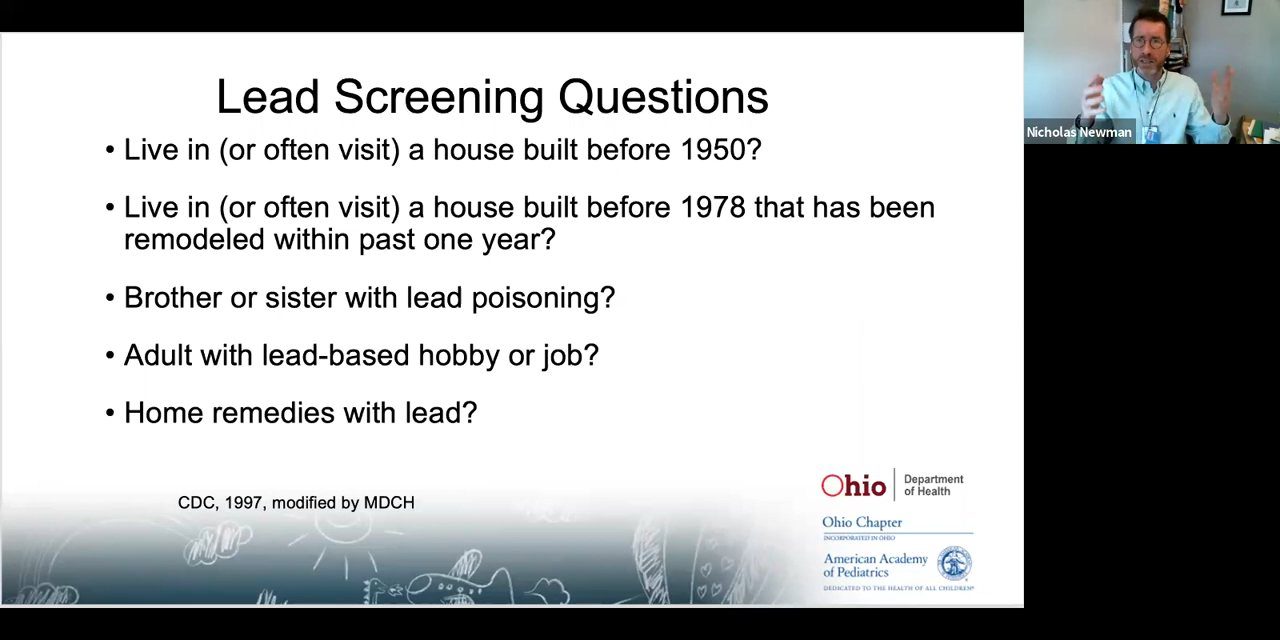 Lead Screening Questions
• Live in (or often visit) a house built before 1950?
• Live in (or often visit) a house built before 1978 that has been
remodeled within past one year?
• Brother or sister with lead poisoning?
• Adult with lead-based hobby or job?
• Home remedies with lead?
CDC, 1997, modified by MDCH
Ohio
Department
of Health
Ohio Chapter
INCORPORATED IN OHIO
American Academy
of Pediatrics
DEDICATED TO THE HEALTH OF ALL CHILDREN®
Nicholas Newman